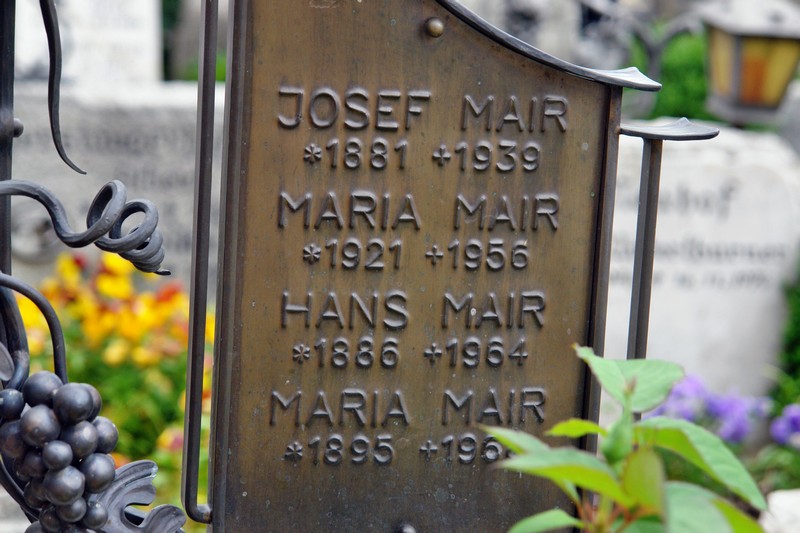 JOSEF MAIR
*1881 +1939
MARIA MAIR
*1921 +1956
HANS MAIR
*1886 +1964
MARIA MAIR
*1895